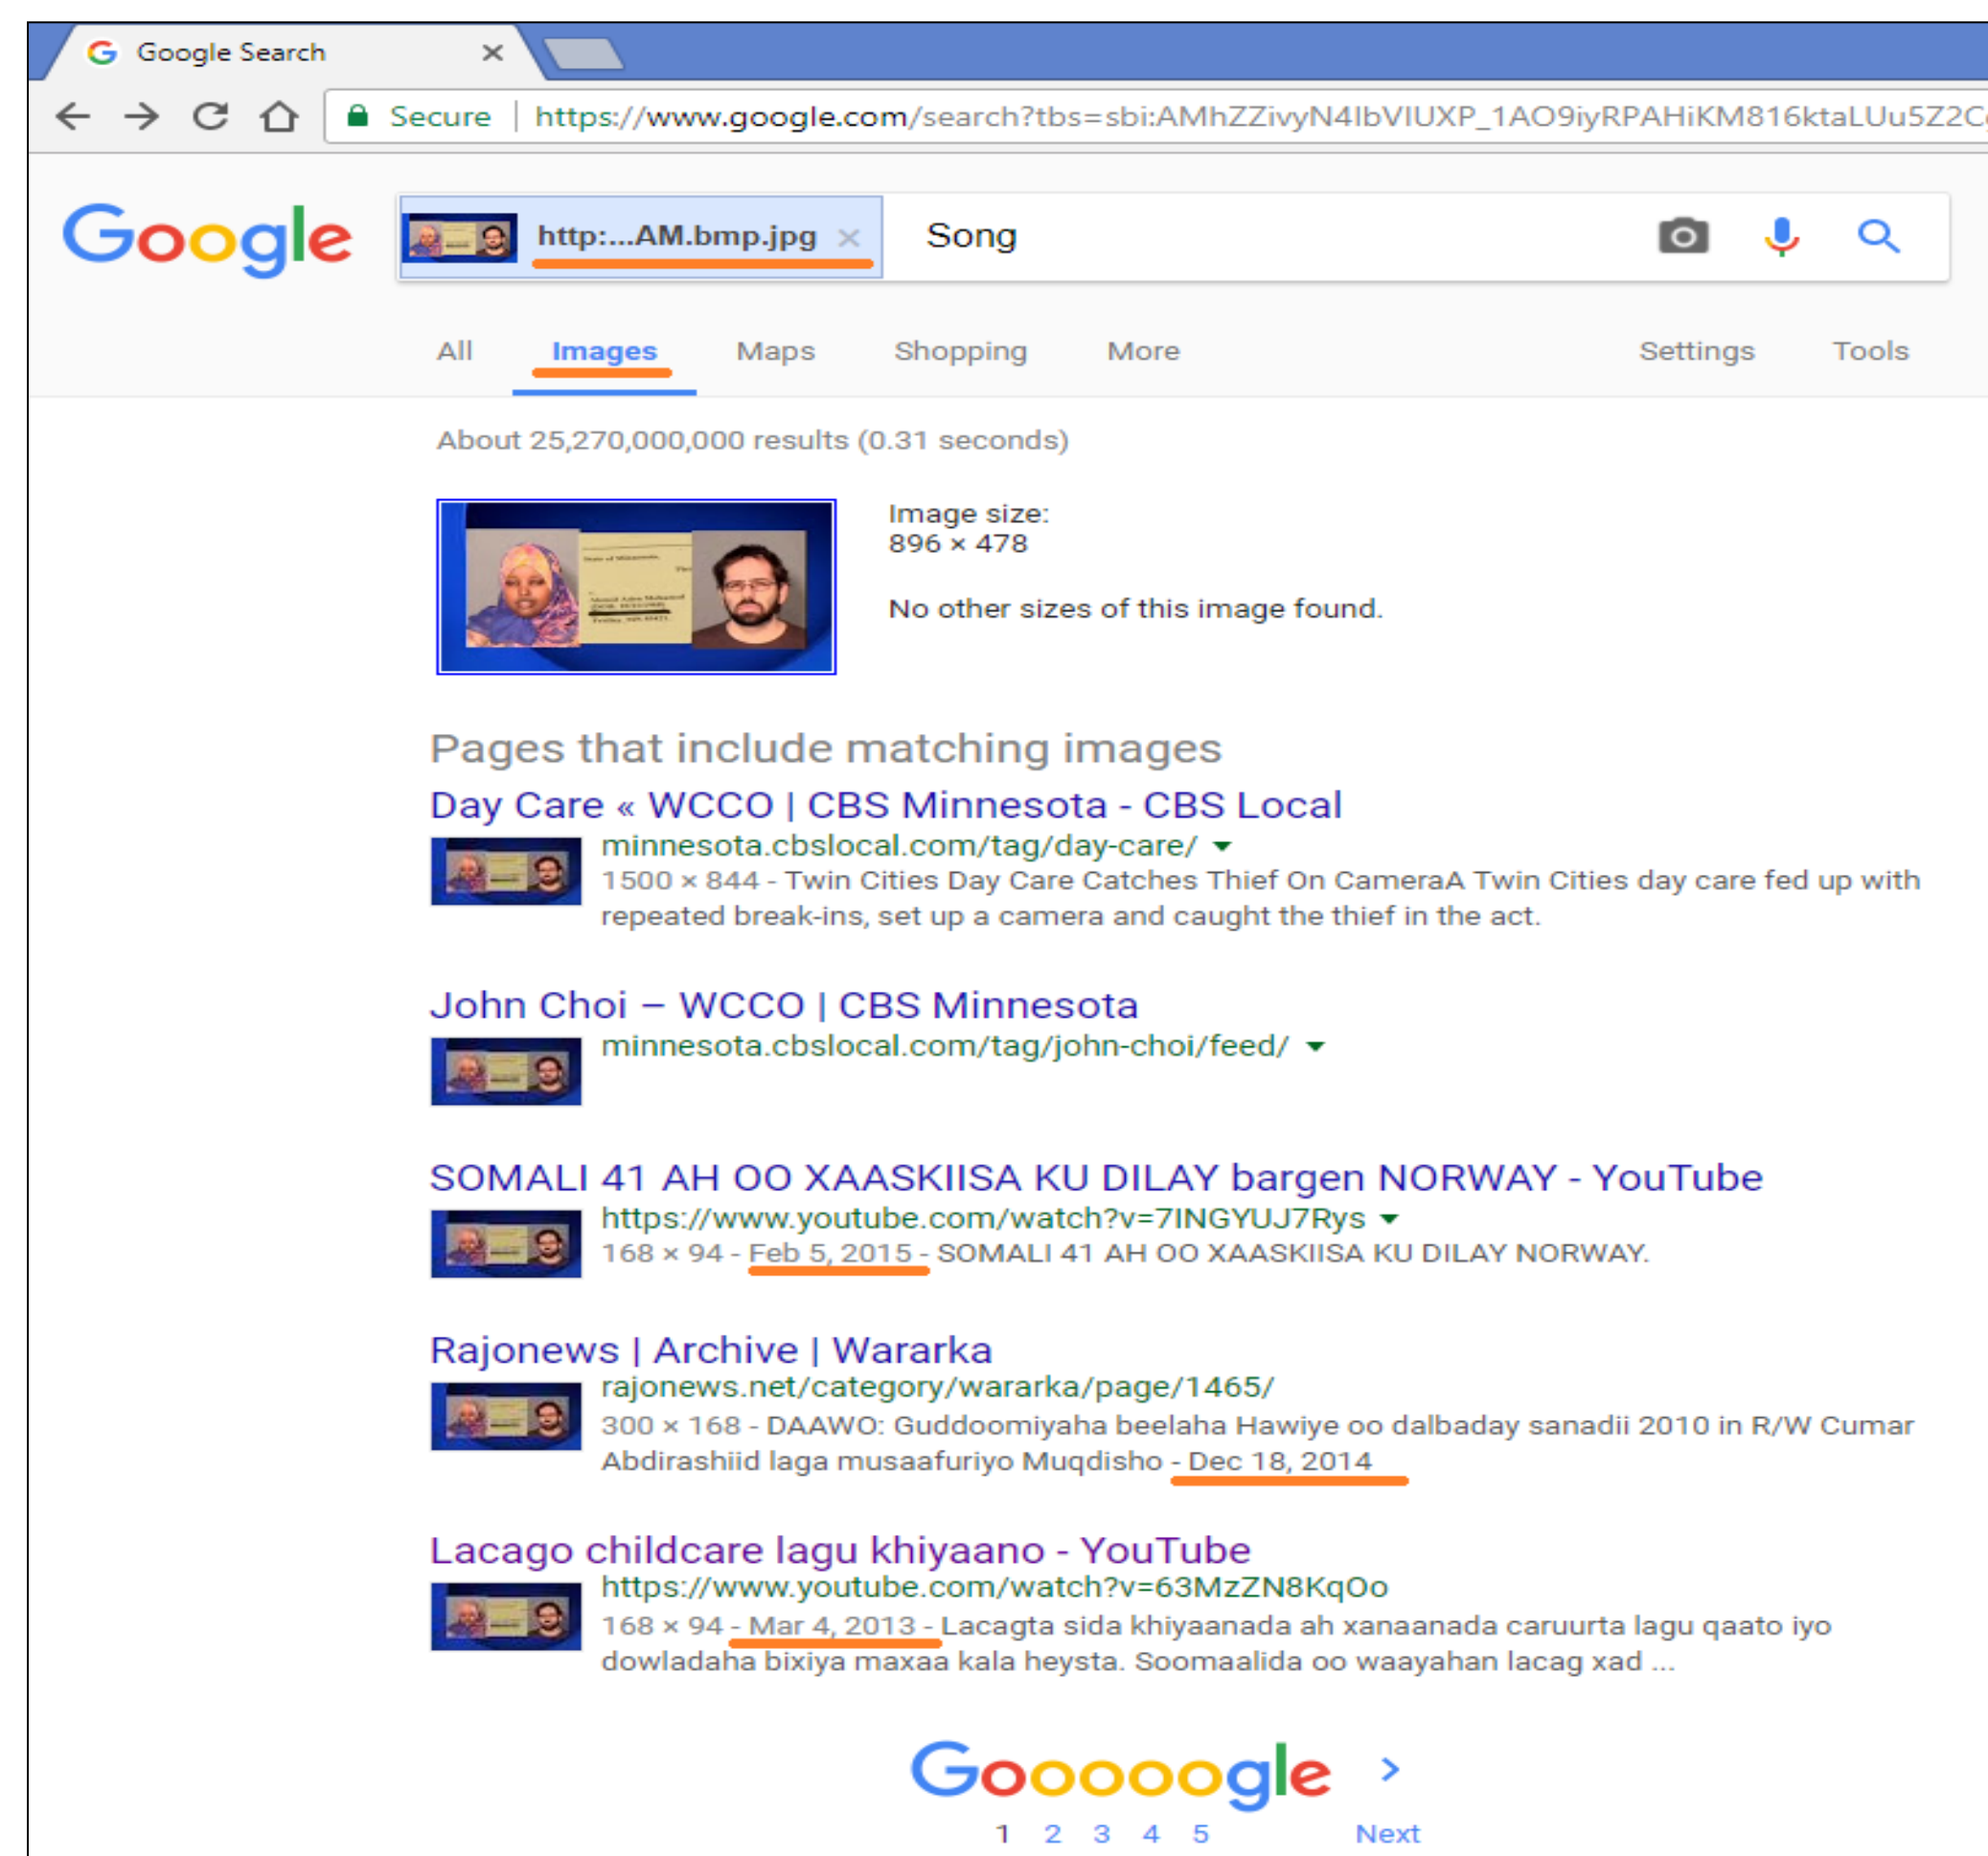 Google Search
Secure | https://www.google.com/search?tbs=sbi:AMhZZivyN4IbVIUXP_1AO9iyRPAHiKM816ktaLUu5Z2C
Google http:...AM.bmp.jpg Song
All Images Maps Shopping More Settings Tools
About 25,270,000,000 results (0.31 seconds)
Image size:
896 × 478
No other sizes of this image found.
State of Minnesota,
Pages that include matching images
Day Care « WCCO | CBS Minnesota - CBS Local
minnesota.cbslocal.com/tag/day-care/
1500 × 844 - Twin Cities Day Care Catches Thief On CameraA Twin Cities day care fed up with
repeated break-ins, set up a camera and caught the thief in the act.
John Choi – WCCO | CBS Minnesota
minnesota.cbslocal.com/tag/john-choi/feed/
SOMALI 41 AH OO XAASKIISA KU DILAY bargen NORWAY - YouTube
https://www.youtube.com/watch?v=7INGYUJ7Rys
168 × 94 - Feb 5, 2015 - SOMALI 41 AH OO XAASKIISA KU DILAY NORWAY.
Rajonews | Archive | Wararka
rajonews.net/category/wararka/page/1465/
300 × 168 - DAAWO: Guddoomiyaha beelaha Hawiye oo dalbaday sanadii 2010 in R/W Cumar
Abdirashiid laga musaafuriyo Muqdisho - Dec 18, 2014
Lacago childcare lagu khiyaano - YouTube
https://www.youtube.com/watch?v=63MzZN8KqOo
168 × 94 - Mar 4, 2013 - Lacagta sida khiyaanada ah xanaanada caruurta lagu qaato iyo
dowladaha bixiya maxaa kala heysta. Soomaalida oo waayahan lacag xad ...
Gooooogle >
1 2 3 4 5 Next